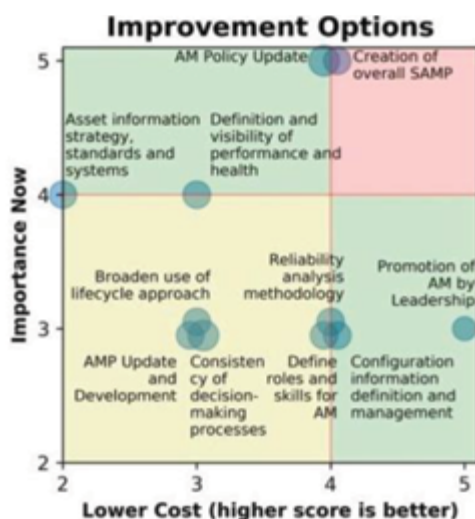 Improvement Options
5
AM Policy Update
Creation of
overall SAMP
Asset information
strategy,
standards and
systems
Definition and
visibility of
performance and
health
4
Importance Now
Broaden use of
lifecycle approach
Reliability
analysis
methodology
Promotion of
AM by
Leadership
3
AMP Update
and
Development
Consisten
cy of
decision-
making
processes
Define
roles and
skills for
AM
Configuration
information
definition and
management
2
2
3
4
5
Lower Cost (higher score is better)